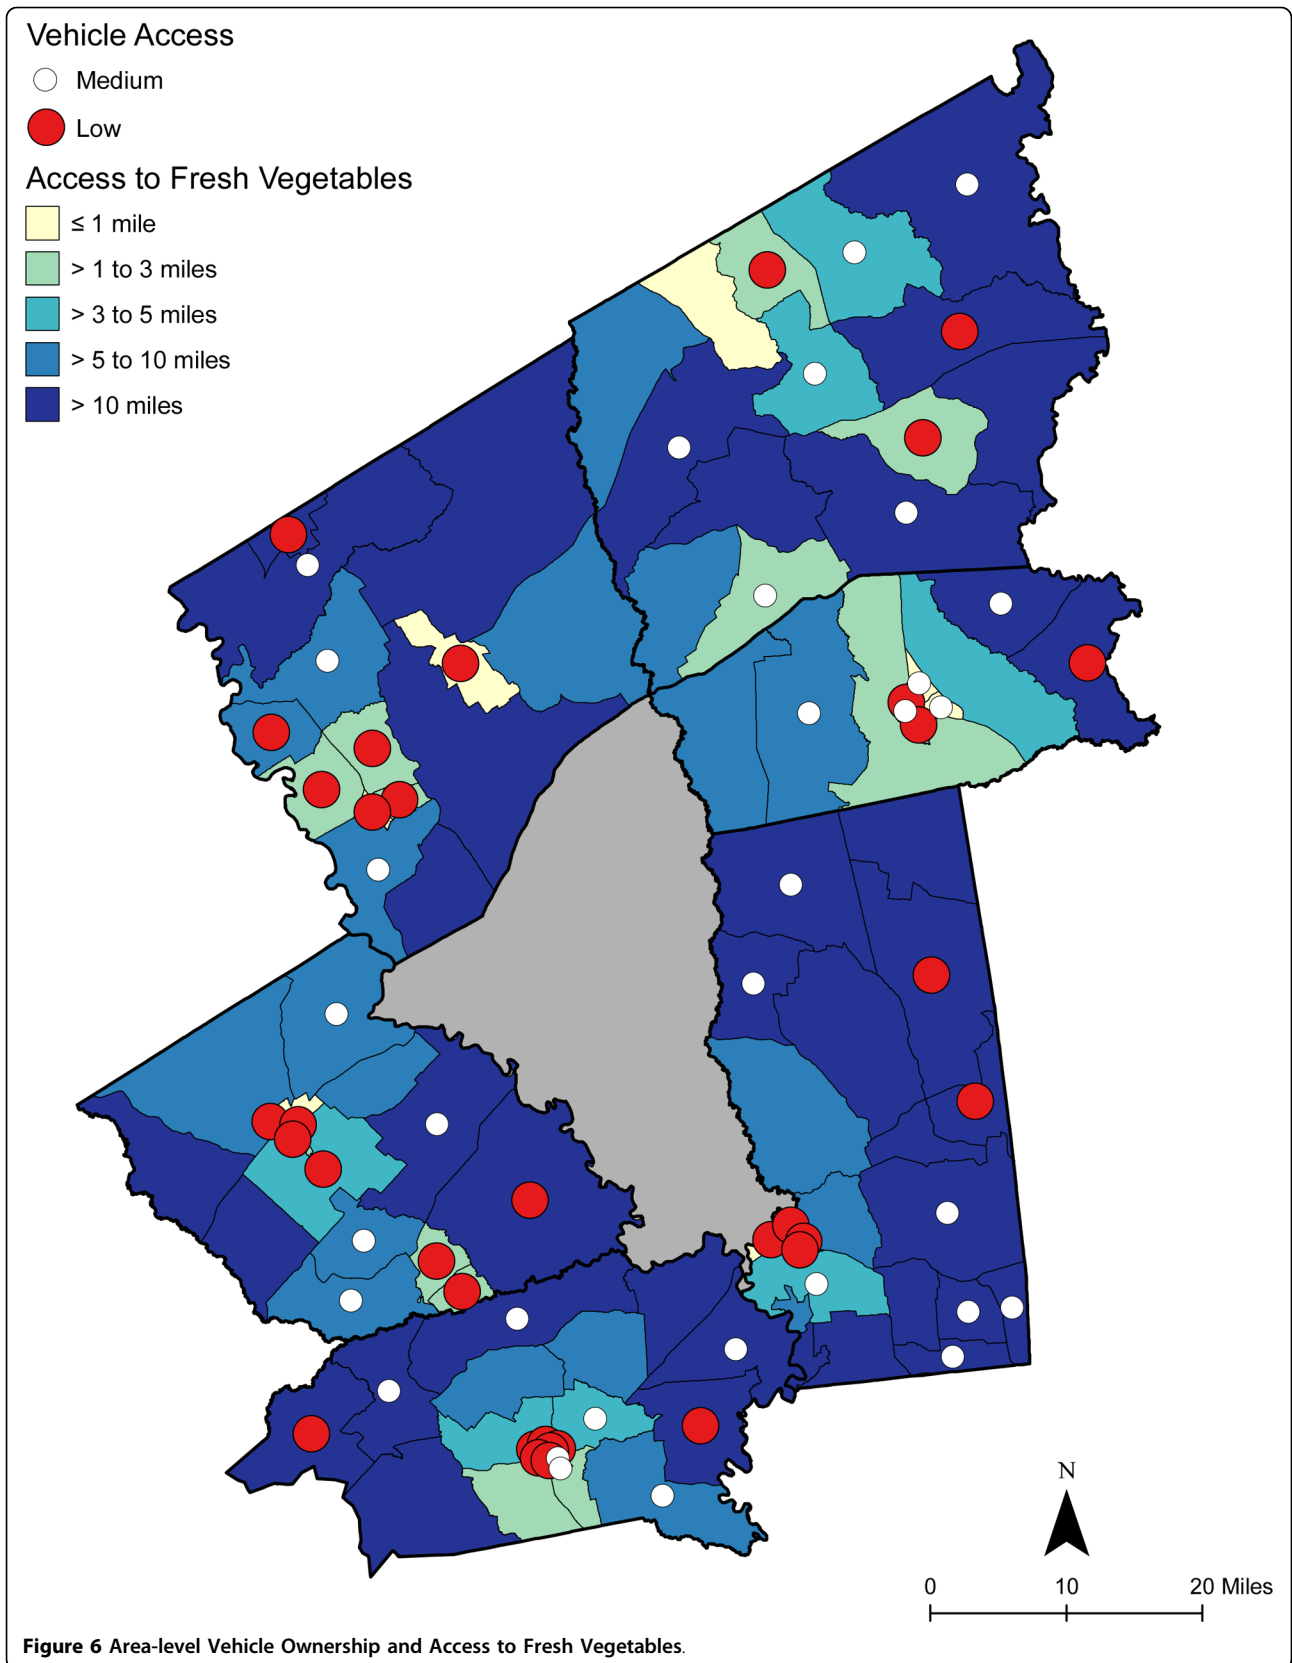 Vehicle Access
Medium
Low
Access to Fresh Vegetables
≤ 1 mile
> 1 to 3 miles
> 3 to 5 miles
> 5 to 10 miles
> 10 miles
N
0 10 20 Miles
Figure 6 Area-level Vehicle Ownership and Access to Fresh Vegetables.